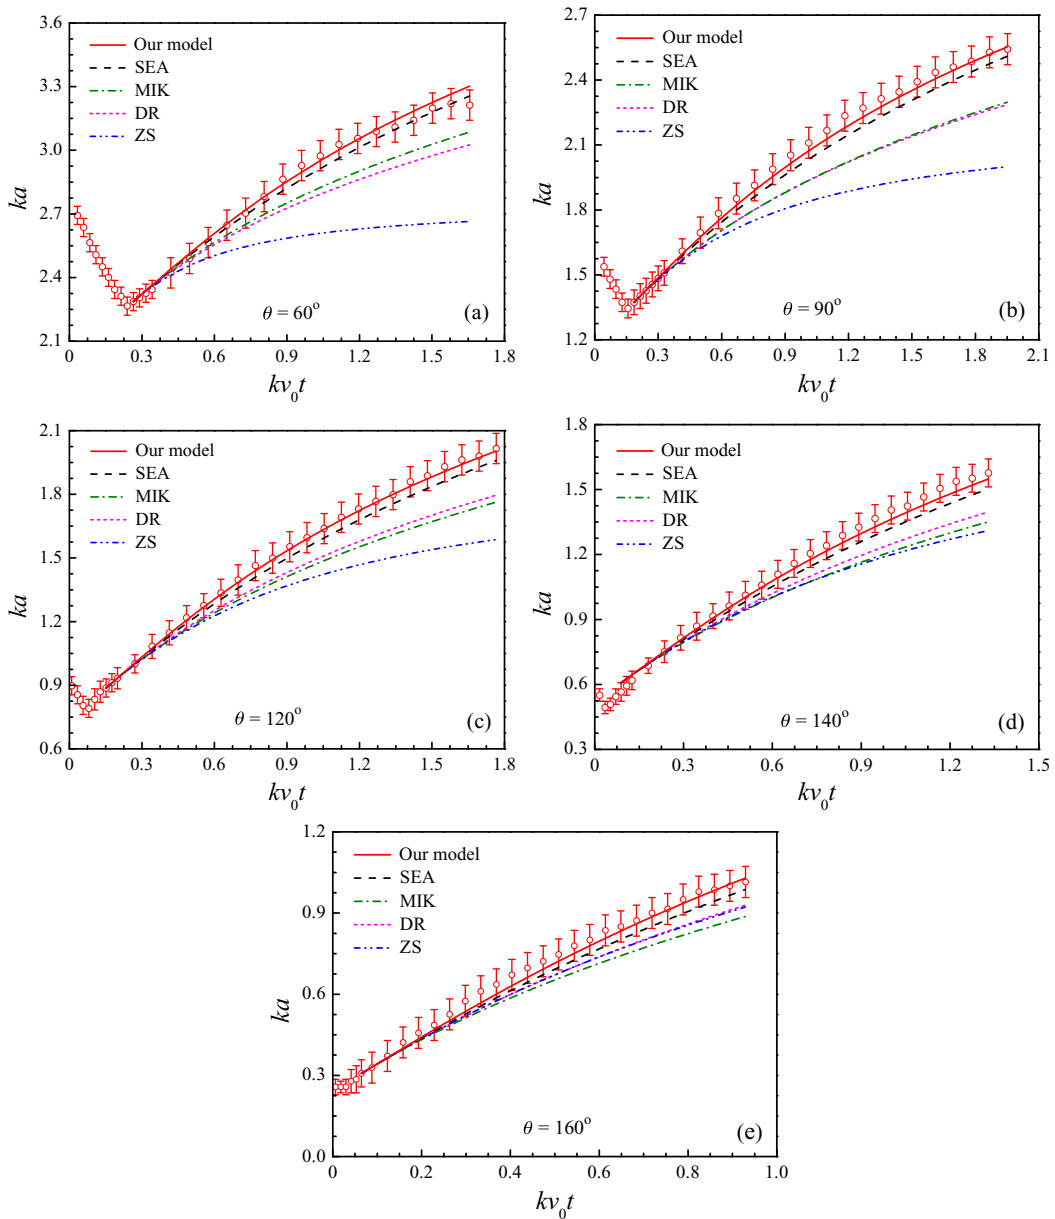 3.6
3.3
3.0
2.7
2.4
2.1
ka
Our model
SEA
MIK
DR
ZS
θ = 60°
(a)
0 0.3 0.6 0.9 1.2 1.5 1.8
kv₀t
2.7
2.4
2.1
1.8
1.5
1.2
ka
Our model
SEA
MIK
DR
ZS
θ = 90°
(b)
0 0.3 0.6 0.9 1.2 1.5 1.8 2.1
kv₀t
2.1
1.8
1.5
1.2
0.9
0.6
ka
Our model
SEA
MIK
DR
ZS
θ = 120°
(c)
0 0.3 0.6 0.9 1.2 1.5 1.8
kv₀t
1.8
1.5
1.2
0.9
0.6
0.3
ka
Our model
SEA
MIK
DR
ZS
θ = 140°
(d)
0 0.3 0.6 0.9 1.2 1.5
kv₀t
1.2
0.9
0.6
0.3
0.0
ka
Our model
SEA
MIK
DR
ZS
θ = 160°
(e)
0 0.2 0.4 0.6 0.8 1.0
kv₀t